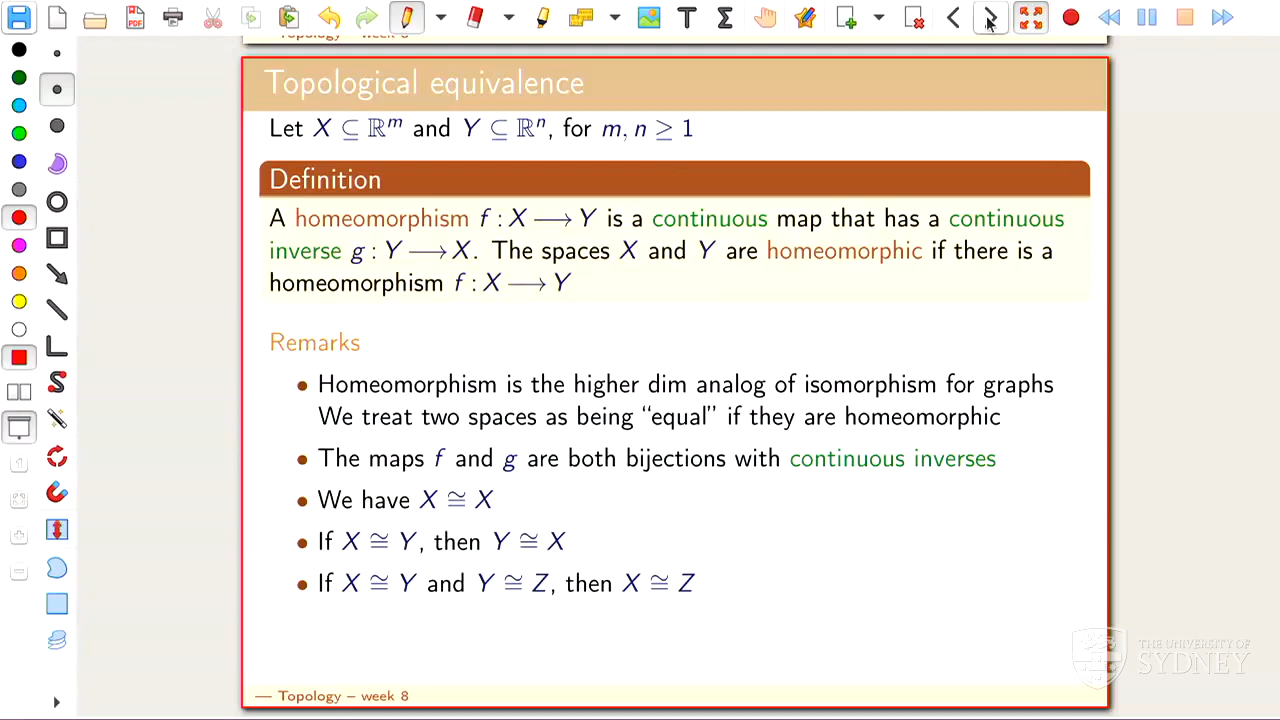 Topology – week 8
Topological equivalence
Let X ⊆ ℝᵐ and Y ⊆ ℝⁿ, for m, n ≥ 1
Definition
A homeomorphism f : X ⟶ Y is a continuous map that has a continuous
inverse g : Y ⟶ X. The spaces X and Y are homeomorphic if there is a
homeomorphism f : X ⟶ Y
Remarks
• Homeomorphism is the higher dim analog of isomorphism for graphs
We treat two spaces as being “equal” if they are homeomorphic
• The maps f and g are both bijections with continuous inverses
• We have X ≅ X
• If X ≅ Y, then Y ≅ X
• If X ≅ Y and Y ≅ Z, then X ≅ Z
THE UNIVERSITY OF
SYDNEY
— Topology – week 8